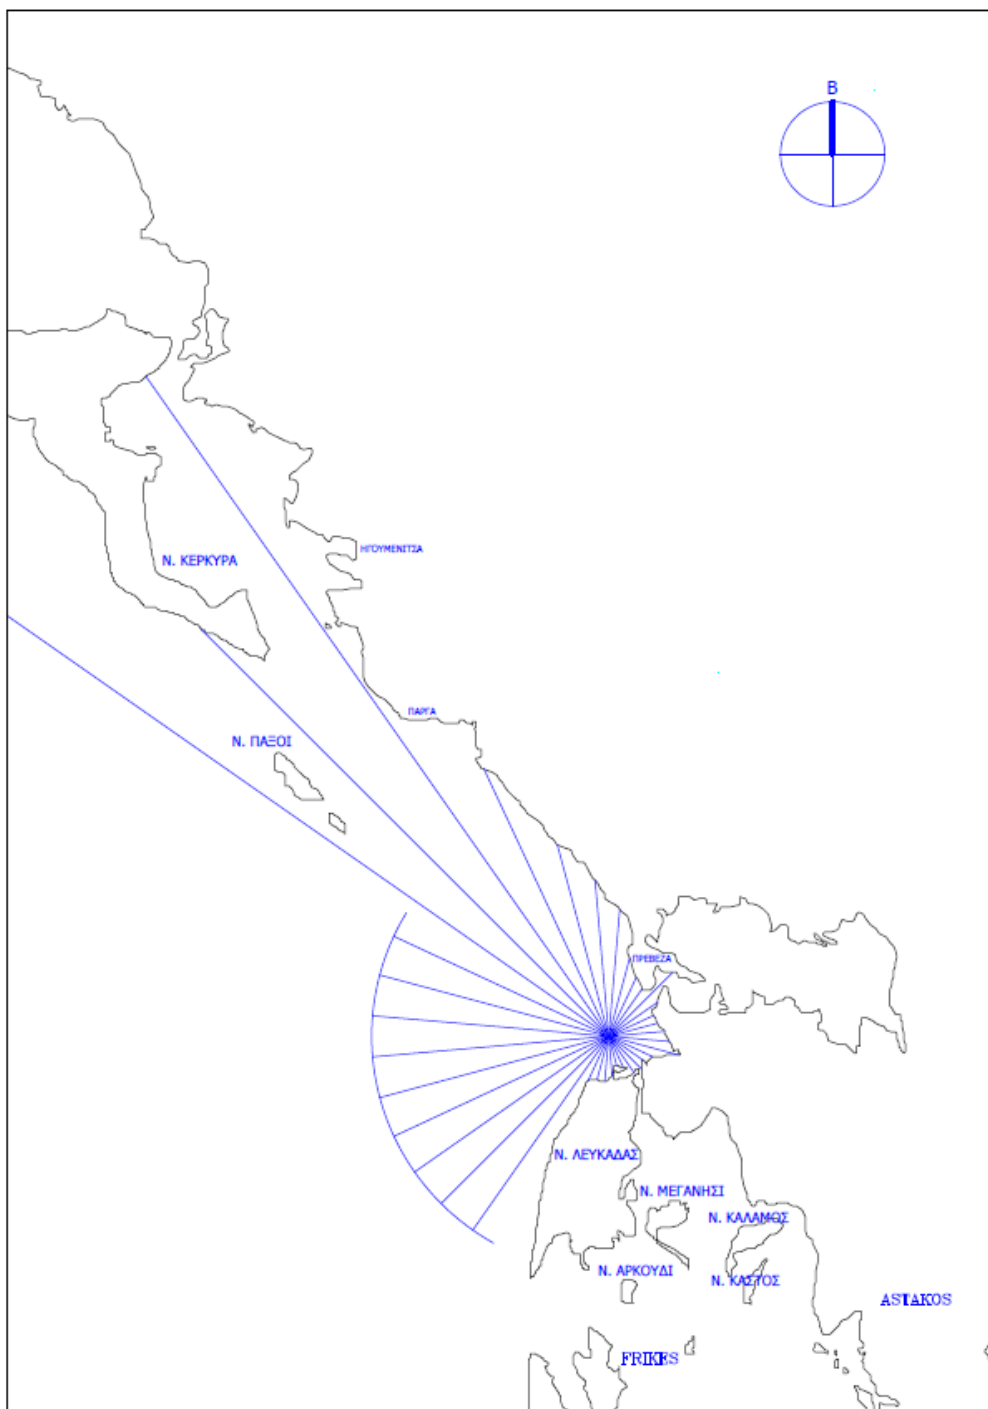 Β
ΗΓΟΥΜΕΝΙΤΣΑ
Ν. ΚΕΡΚΥΡΑ
ΠΑΡΓΑ
Ν. ΠΑΞΟΙ
ΠΡΕΒΕΖΑ
Ν. ΛΕΥΚΑΔΑΣ
Ν. ΜΕΓΑΝΗΣΙ
Ν. ΚΑΛΑΜΟΣ
Ν. ΑΡΚΟΥΔΙ
Ν. ΚΑΣΤΟΣ
ASTAKOS
FRIKES